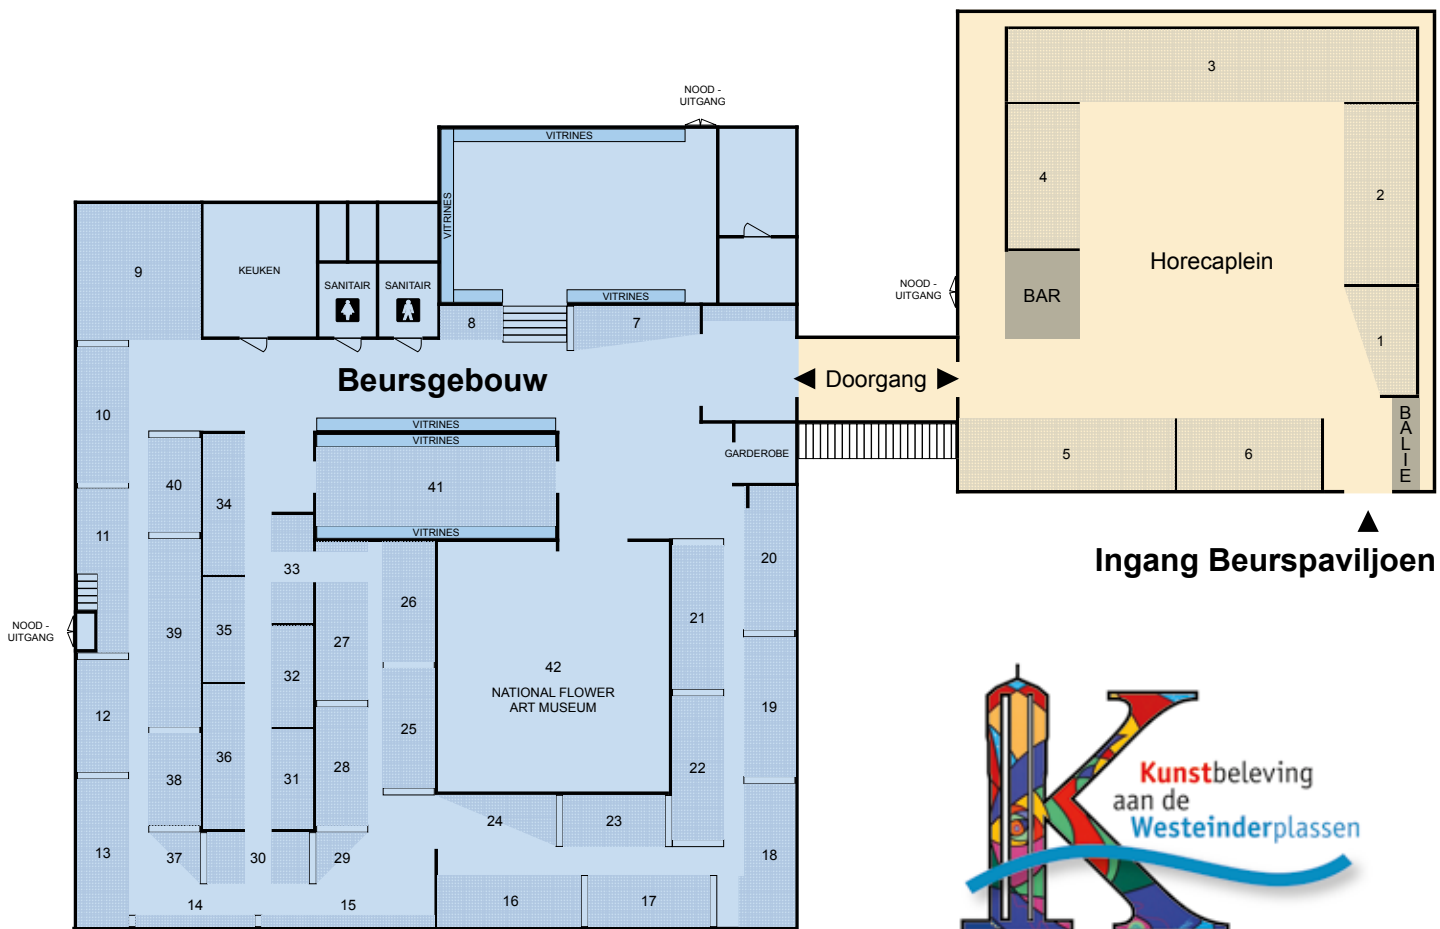 3
NOOD -
UITGANG
VITRINES
4
2
VITRINES
9
KEUKEN
SANITAIR
SANITAIR
Horecaplein
NOOD -
UITGANG
BAR
VITRINES
8
7
1
Beursgebouw
Doorgang
10
VITRINES
VITRINES
GARDEROBE
BALIE
5
6
40
34
41
11
VITRINES
20
Ingang Beurspaviljoen
33
26
21
NOOD -
UITGANG
39
35
27
42
NATIONAL FLOWER
ART MUSEUM
32
12
19
25
36
38
31
28
22
Kunstbeleving
aan de
Westeinderplassen
24
23
13
37
30
29
18
14
15
16
17